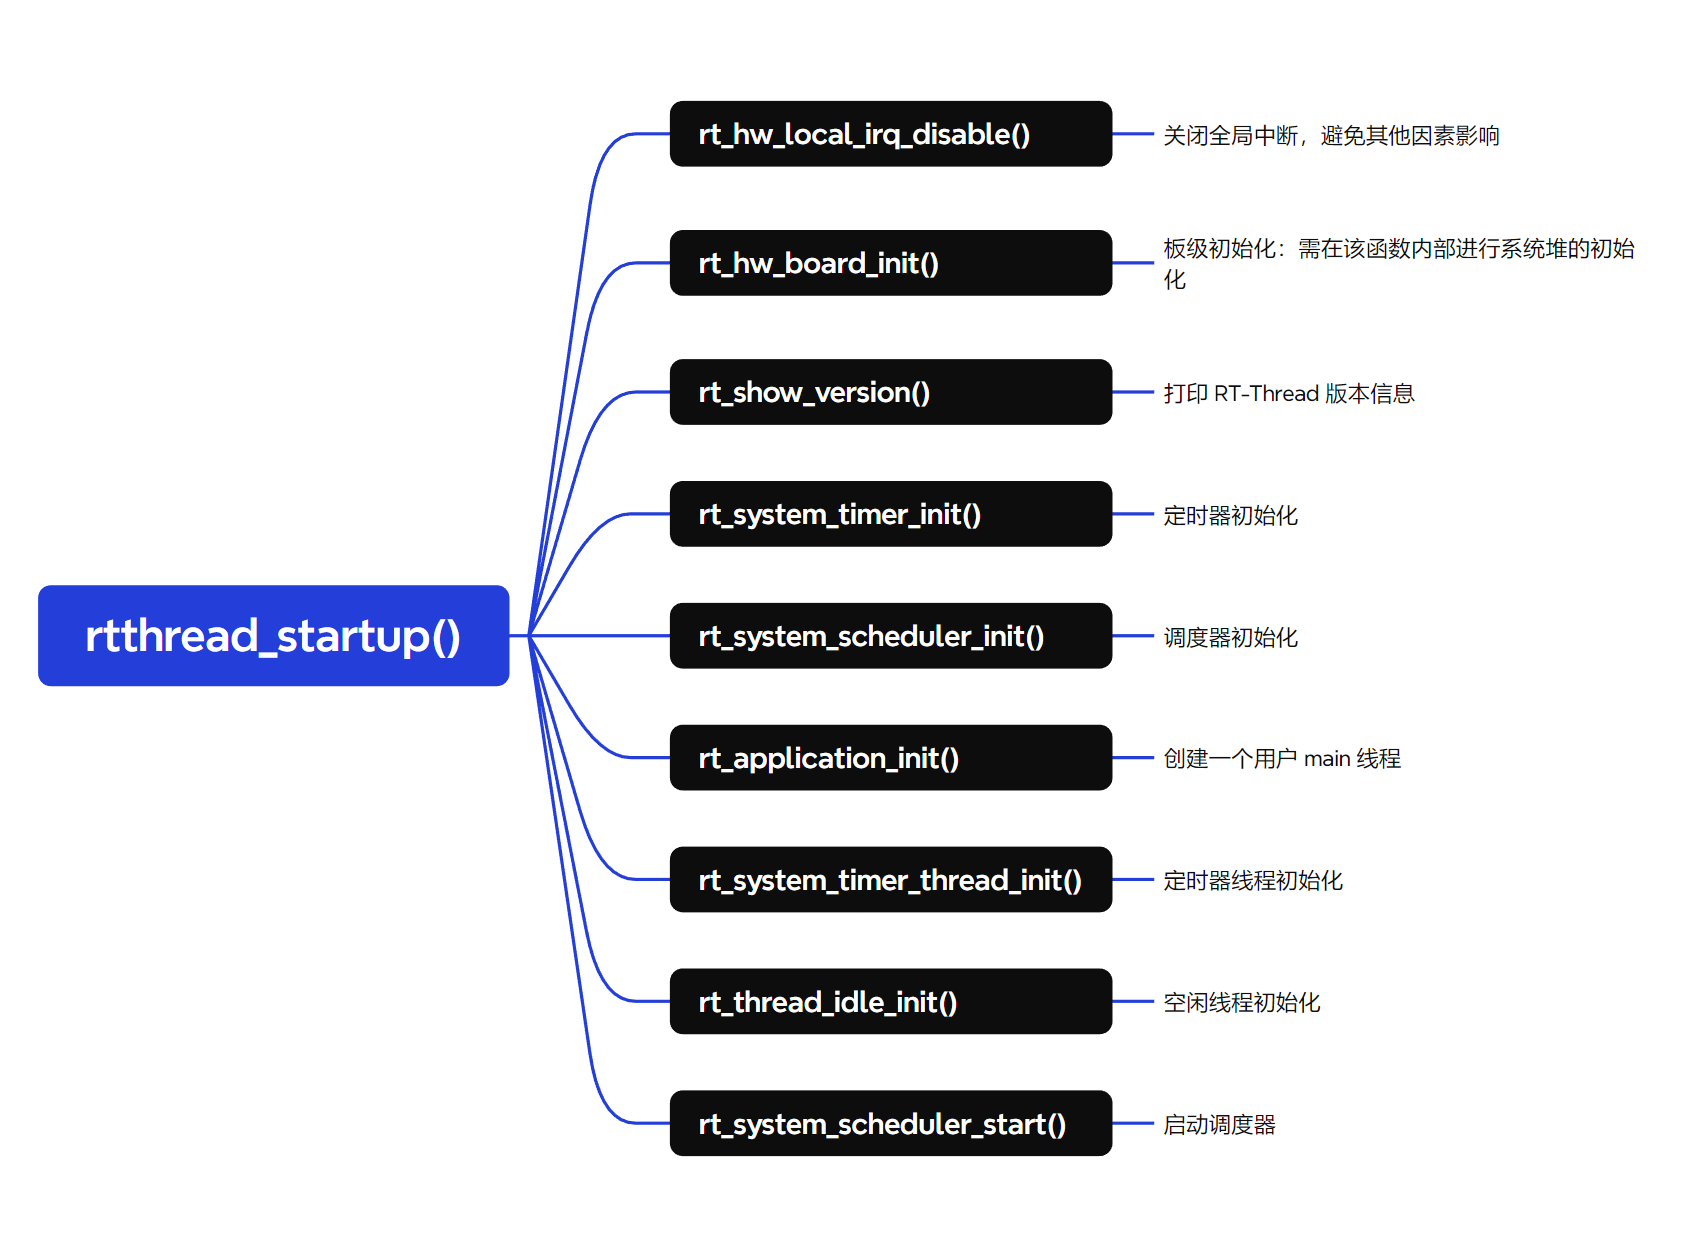 rtthread_startup()
rt_hw_local_irq_disable()
关闭全局中断，避免其他因素影响
rt_hw_board_init()
板级初始化：需在该函数内部进行系统堆的初始
化
rt_show_version()
打印 RT-Thread 版本信息
rt_system_timer_init()
定时器初始化
rt_system_scheduler_init()
调度器初始化
rt_application_init()
创建一个用户 main 线程
rt_system_timer_thread_init()
定时器线程初始化
rt_thread_idle_init()
空闲线程初始化
rt_system_scheduler_start()
启动调度器